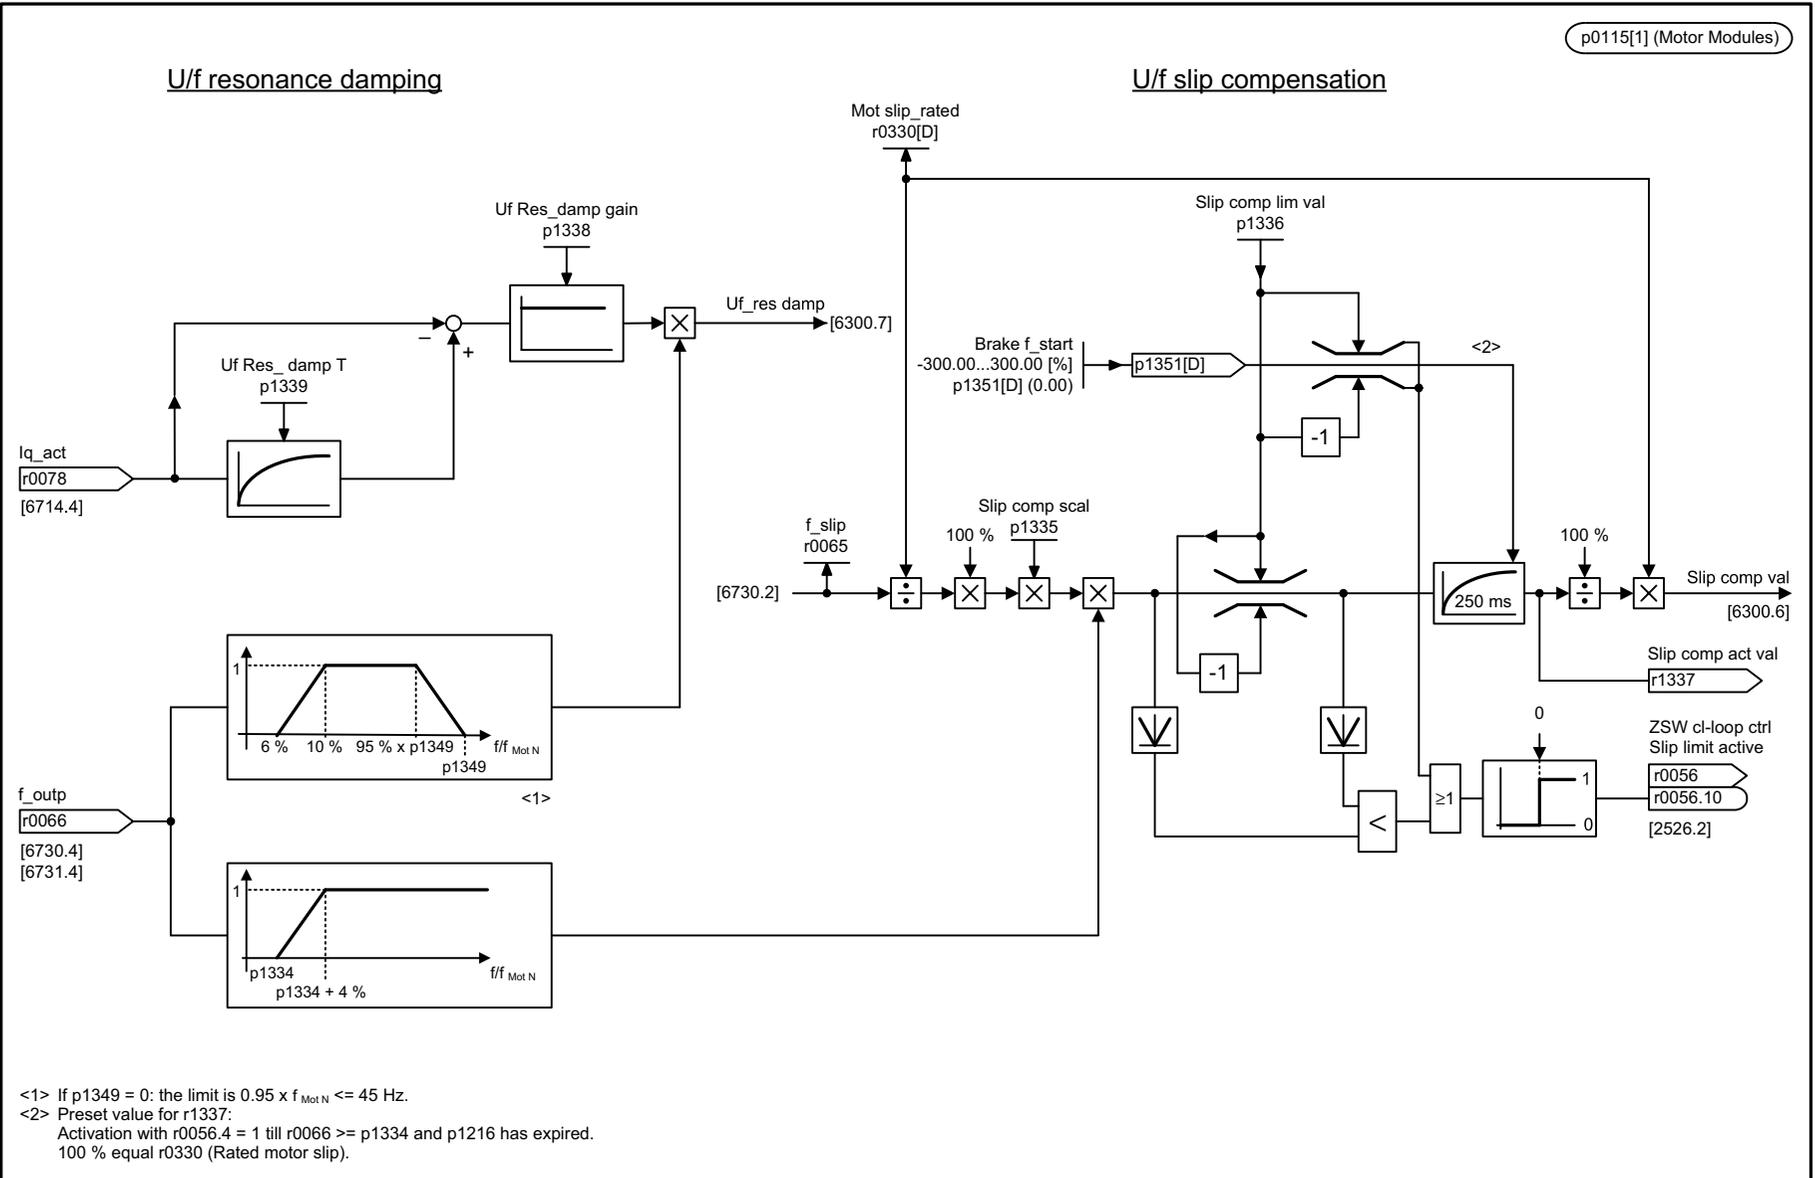 p0115[1] (Motor Modules)
U/f resonance damping
U/f slip compensation
Mot slip_rated
r0330[D]
Uf Res_damp gain
p1338
Slip comp lim val
p1336
Uf_res damp
[6300.7]
–
+
Uf Res_ damp T
p1339
Brake f_start
-300.00...300.00 [%]
p1351[D] (0.00)
p1351[D]
<2>
-1
Iq_act
r0078
[6714.4]
f_slip
r0065
100 %
Slip comp scal
p1335
100 %
[6730.2]
÷
×
×
×
250 ms
÷
×
Slip comp val
[6300.6]
-1
Slip comp act val
r1337
1
6 %
10 %
95 % x p1349
p1349
f/f Mot N
<1>
0
ZSW cl-loop ctrl
Slip limit active
r0056
r0056.10
[2526.2]
<
≥1
1
0
f_outp
r0066
[6730.4]
[6731.4]
1
p1334
p1334 + 4 %
f/f Mot N
<1> If p1349 = 0: the limit is 0.95 x f Mot N <= 45 Hz.
<2> Preset value for r1337:
Activation with r0056.4 = 1 till r0066 >= p1334 and p1216 has expired.
100 % equal r0330 (Rated motor slip).